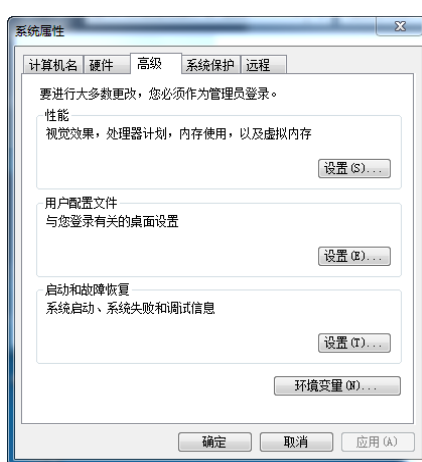 系统属性
计算机名 硬件 高级 系统保护 远程
要进行大多数更改，您必须作为管理员登录。
性能
视觉效果，处理器计划，内存使用，以及虚拟内存
设置(S)...
用户配置文件
与您登录有关的桌面设置
设置(E)...
启动和故障恢复
系统启动、系统失败和调试信息
设置(T)...
环境变量(N)...
确定 取消 应用(A)